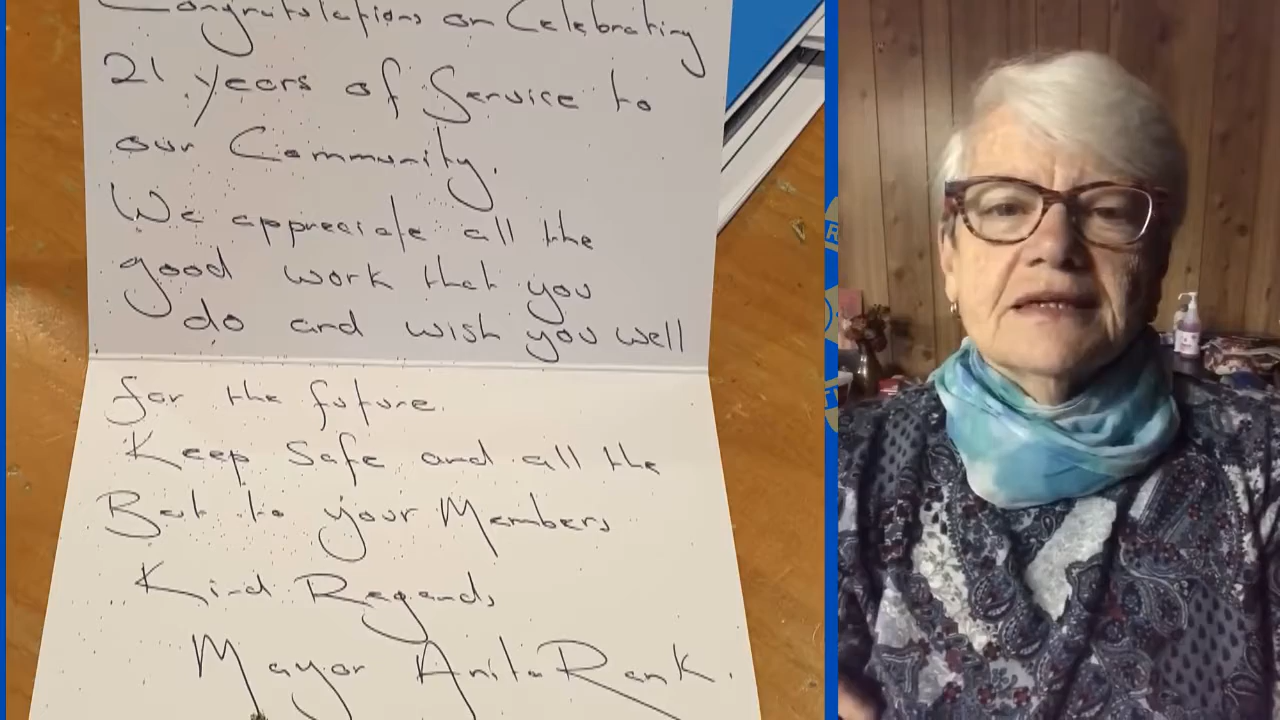 Congratulations on Celebrating
21 years of Service to
our Community.
We appreciate all the
good work that you
do and wish you well
for the future.
Keep Safe and all the
Best to your Members
Kind Regards,
Mayor Anita Rank.